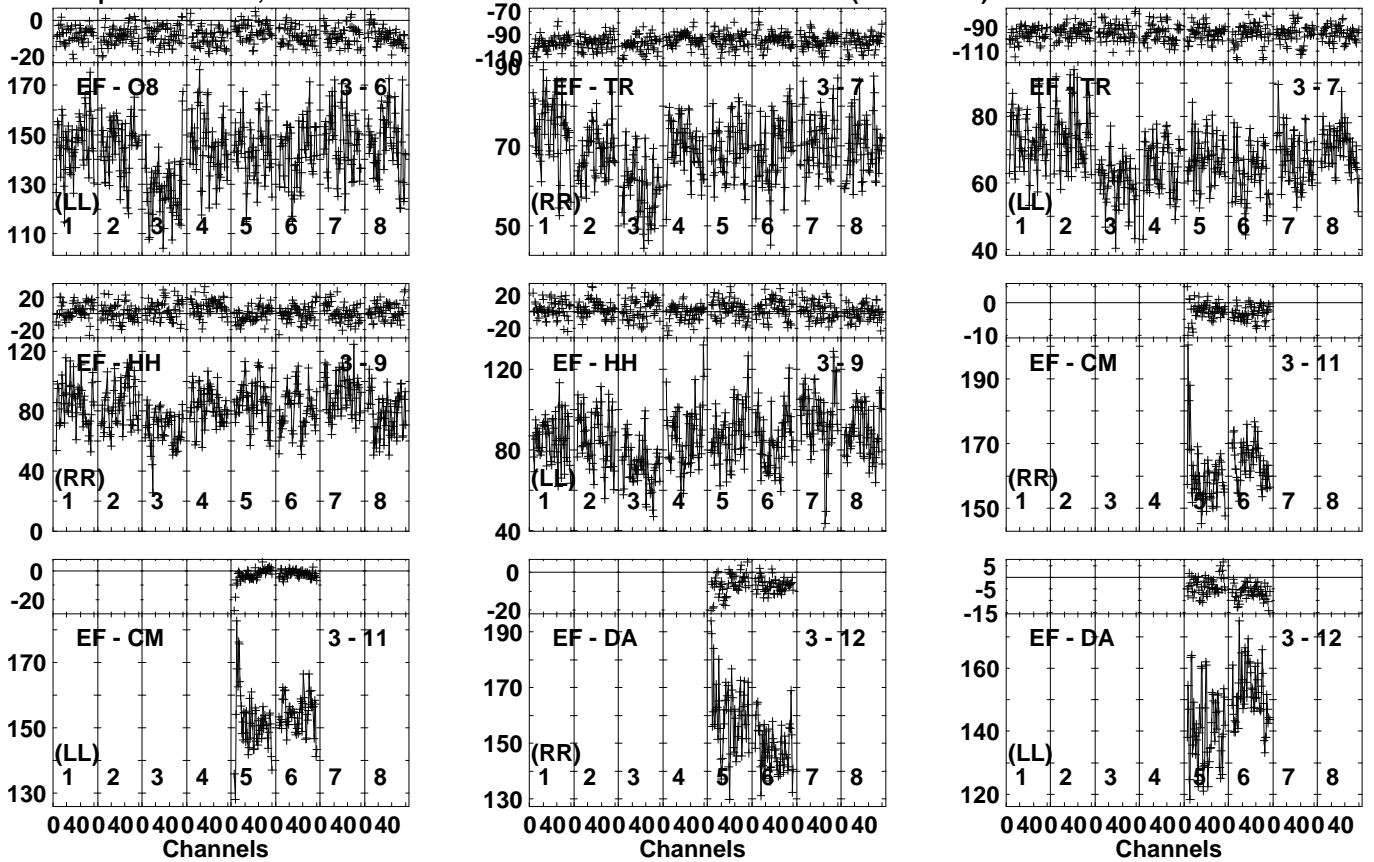 0 -20 170 150 130 110
EF - O8 3 - 6
(LL)
1 2 3 4 5 6 7 8
-70 -90 -110 90 70 50
EF - TR 3 - 7
(RR)
1 2 3 4 5 6 7 8
-90 -110 80 60 40
EF - TR 3 - 7
(LL)
1 2 3 4 5 6 7 8
20 -20 120 80 40 0
EF - HH 3 - 9
(RR)
1 2 3 4 5 6 7 8
20 -20 120 80 40
EF - HH 3 - 9
(LL)
1 2 3 4 5 6 7 8
0 -10 190 170 150
EF - CM 3 - 11
(RR)
1 2 3 4 5 6 7 8
0 -20 170 150 130
EF - CM 3 - 11
(LL)
1 2 3 4 5 6 7 8
0 -20 190 170 150 130
EF - DA 3 - 12
(RR)
1 2 3 4 5 6 7 8
5 -5 -15 160 140 120
EF - DA 3 - 12
(LL)
1 2 3 4 5 6 7 8
0 40 0 40 0 40 0 40 0 40 0 40 0 40 0 40
Channels
0 40 0 40 0 40 0 40 0 40 0 40 0 40 0 40
Channels
0 40 0 40 0 40 0 40 0 40 0 40 0 40 0 40
Channels